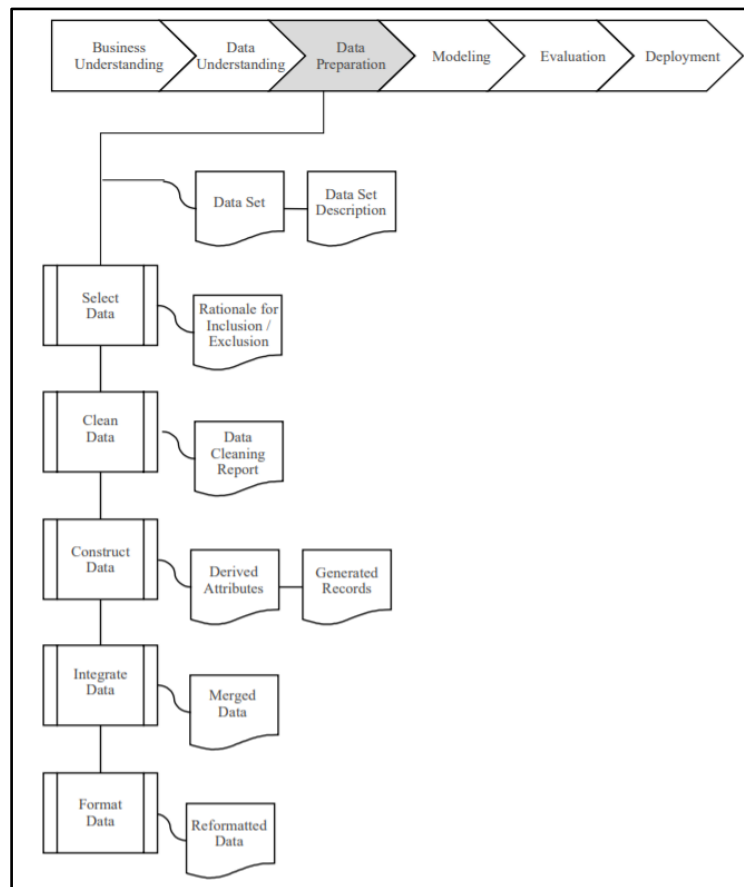 Business
Understanding
Data
Understanding
Data
Preparation
Modeling
Evaluation
Deployment
Data Set
Data Set
Description
Select
Data
Rationale for
Inclusion /
Exclusion
Clean
Data
Data
Cleaning
Report
Construct
Data
Derived
Attributes
Generated
Records
Integrate
Data
Merged
Data
Format
Data
Reformatted
Data